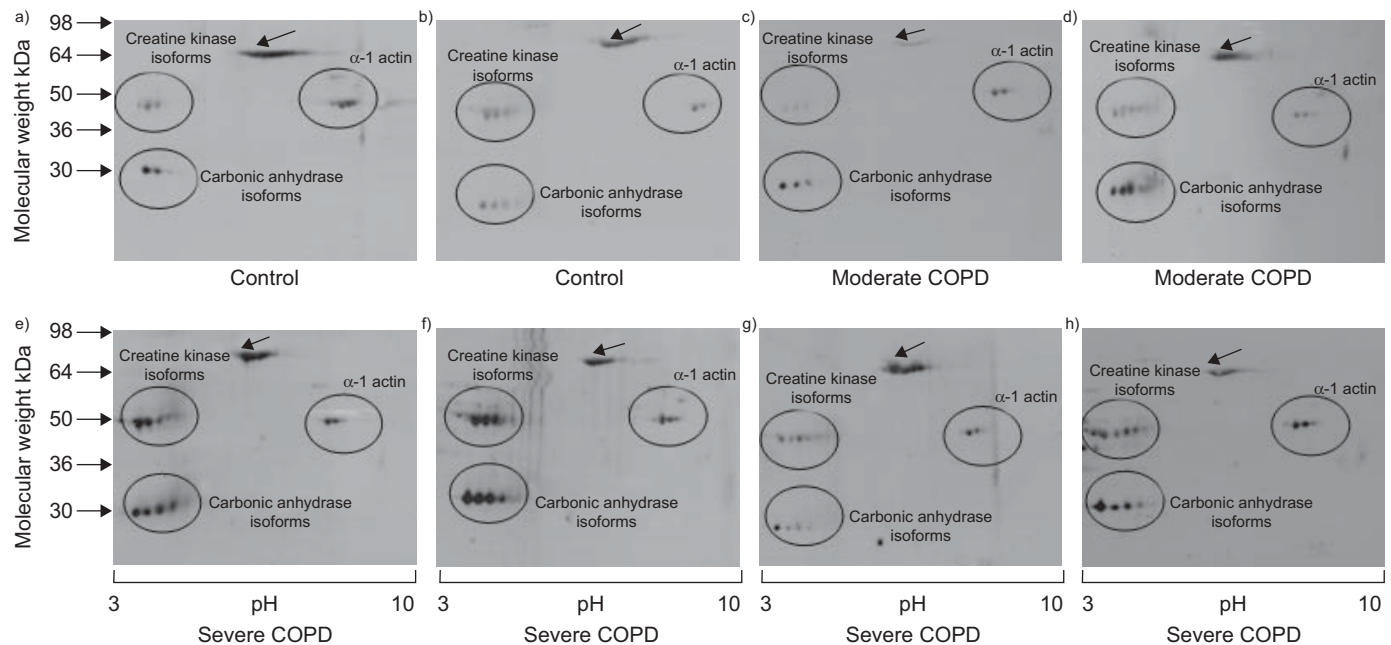 a)
b)
c)
d)
Molecular weight kDa
98
64
50
36
30
Creatine kinase
isoforms
α-1 actin
Carbonic anhydrase
isoforms
Creatine kinase
isoforms
α-1 actin
Carbonic anhydrase
isoforms
Creatine kinase
isoforms
α-1 actin
Carbonic anhydrase
isoforms
Creatine kinase
isoforms
α-1 actin
Carbonic anhydrase
isoforms
Control
Control
Moderate COPD
Moderate COPD
e)
f)
g)
h)
Molecular weight kDa
98
64
50
36
30
Creatine kinase
isoforms
α-1 actin
Carbonic anhydrase
isoforms
Creatine kinase
isoforms
α-1 actin
Carbonic anhydrase
isoforms
Creatine kinase
isoforms
α-1 actin
Carbonic anhydrase
isoforms
Creatine kinase
isoforms
α-1 actin
Carbonic anhydrase
isoforms
3 pH 10
3 pH 10
3 pH 10
3 pH 10
Severe COPD
Severe COPD
Severe COPD
Severe COPD